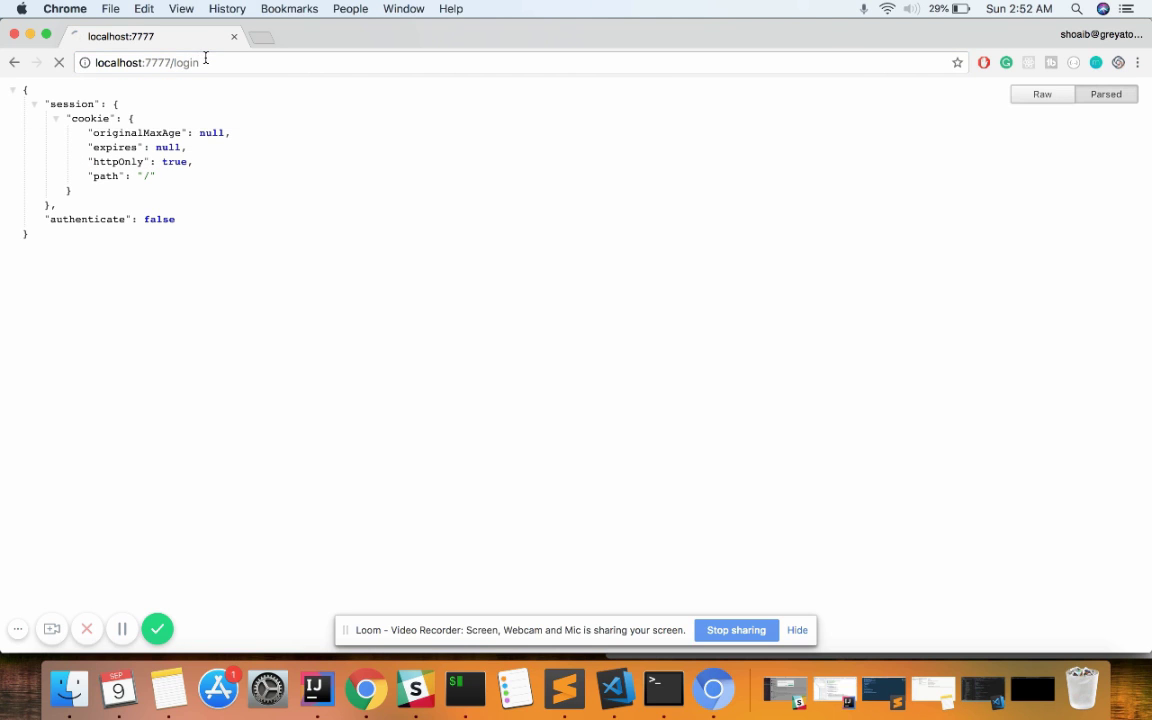 Chrome File Edit View History Bookmarks People Window Help 29% Sun 2:52 AM
localhost:7777 shoaib@greyato...
localhost:7777/login
Raw Parsed
{
"session": {
"cookie": {
"originalMaxAge": null,
"expires": null,
"httpOnly": true,
"path": "/"
}
},
"authenticate": false
}
Loom - Video Recorder: Screen, Webcam and Mic is sharing your screen. Stop sharing Hide
SEP
9
1
IJ
$
>_